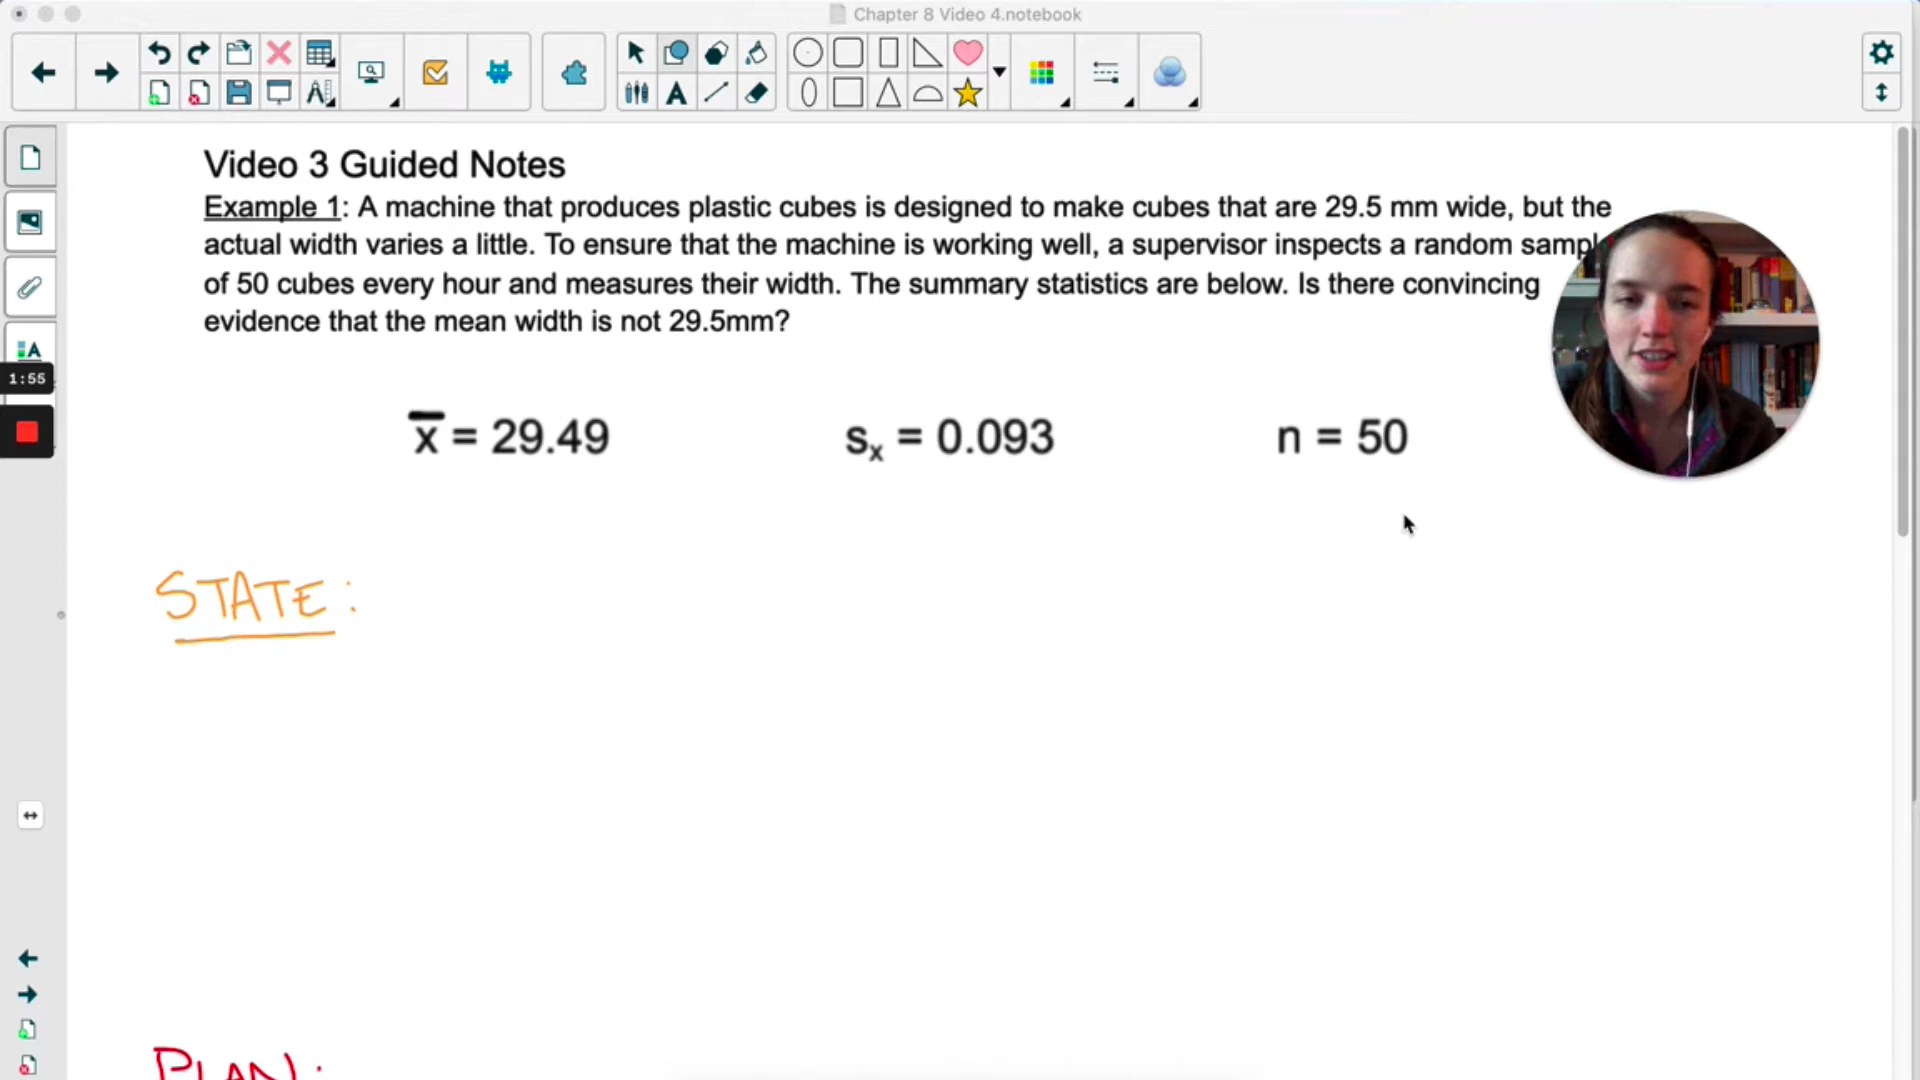 Chapter 8 Video 4.notebook
A
A
1:55
Video 3 Guided Notes
Example 1: A machine that produces plastic cubes is designed to make cubes that are 29.5 mm wide, but the
actual width varies a little. To ensure that the machine is working well, a supervisor inspects a random sampl
of 50 cubes every hour and measures their width. The summary statistics are below. Is there convincing
evidence that the mean width is not 29.5mm?
x̅ = 29.49 sₓ = 0.093 n = 50
STATE:
PLAN: